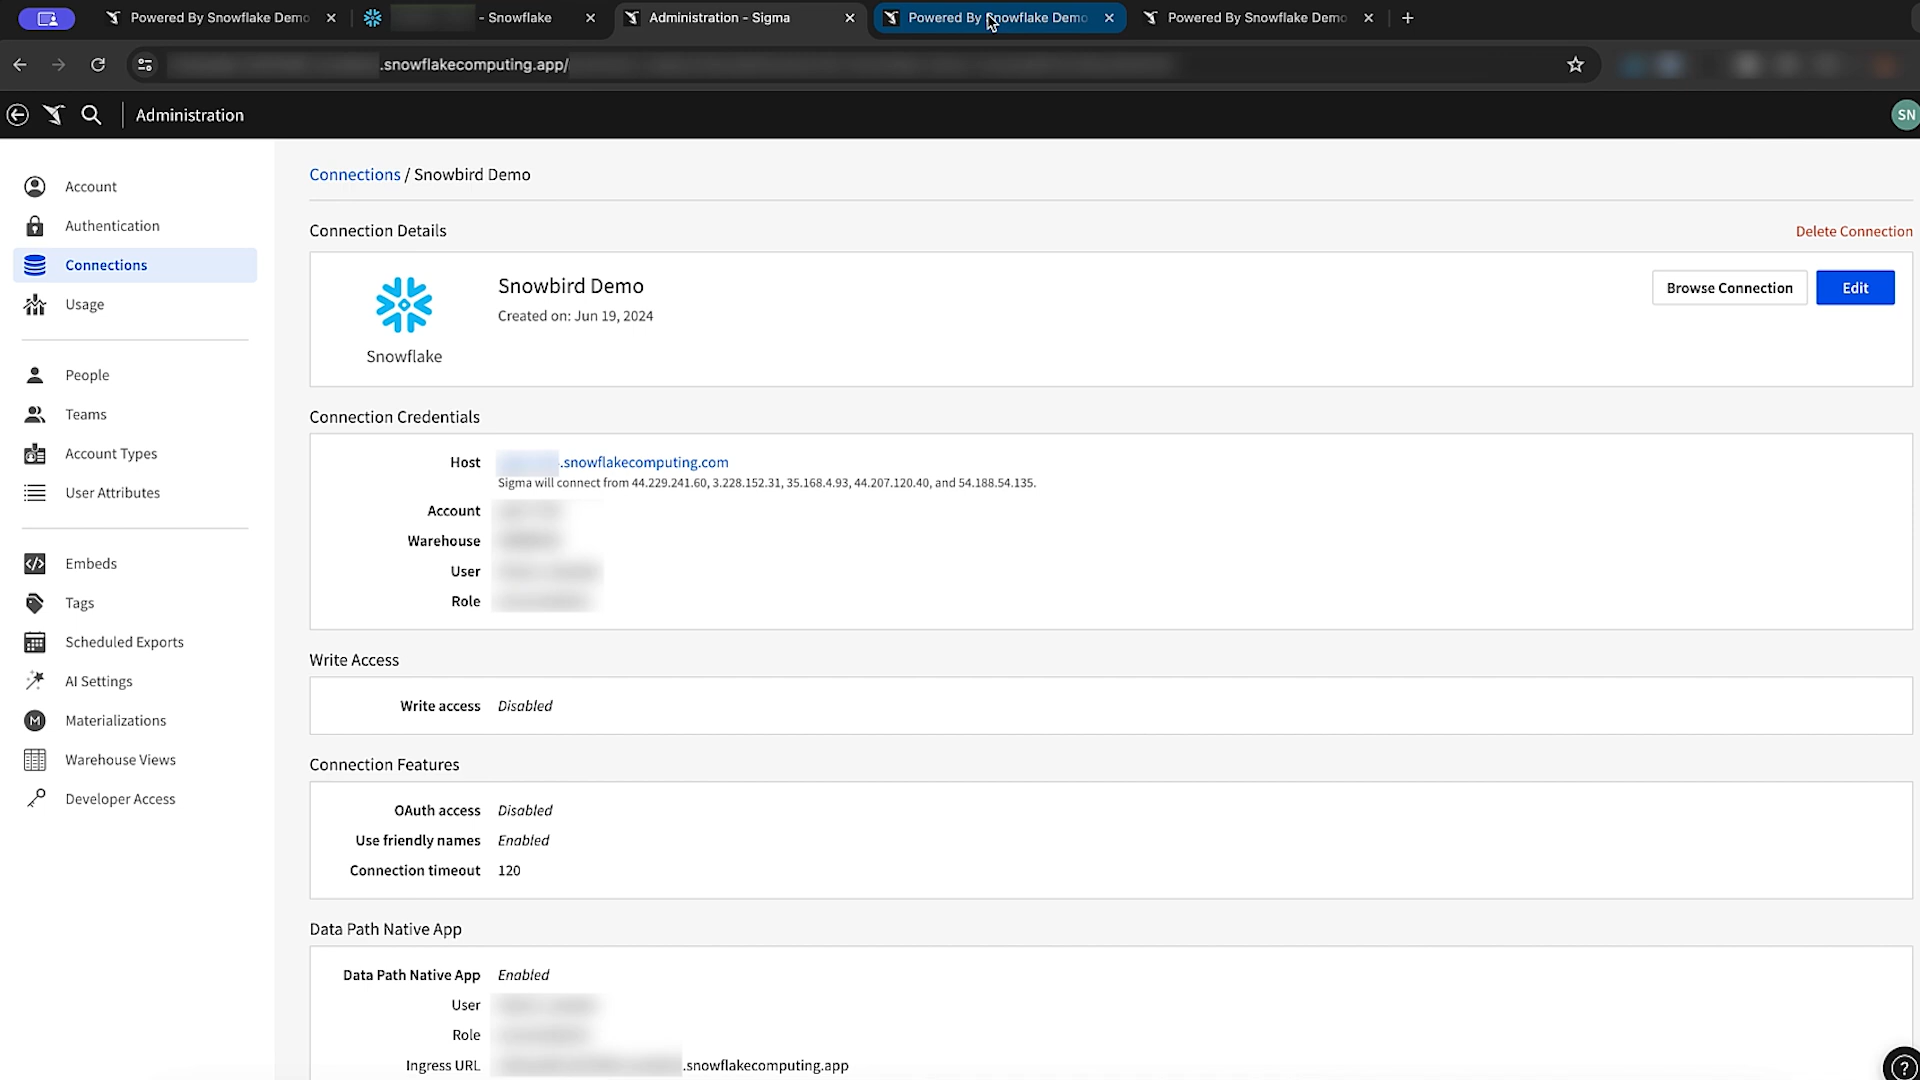 Powered By Snowflake Demo
- Snowflake
Administration - Sigma
Powered By Snowflake Demo
Powered By Snowflake Demo
.snowflakecomputing.app/
Administration
SN
Account
Authentication
Connections
Usage
People
Teams
Account Types
User Attributes
Embeds
Tags
Scheduled Exports
AI Settings
M
Materializations
Warehouse Views
Developer Access
Connections / Snowbird Demo
Connection Details
Delete Connection
Snowflake
Snowbird Demo
Created on: Jun 19, 2024
Browse Connection
Edit
Connection Credentials
Host .snowflakecomputing.com
Sigma will connect from 44.229.241.60, 3.228.152.31, 35.168.4.93, 44.207.120.40, and 54.188.54.135.
Account
Warehouse
User
Role
Write Access
Write access Disabled
Connection Features
OAuth access Disabled
Use friendly names Enabled
Connection timeout 120
Data Path Native App
Data Path Native App Enabled
User
Role
Ingress URL .snowflakecomputing.app
?